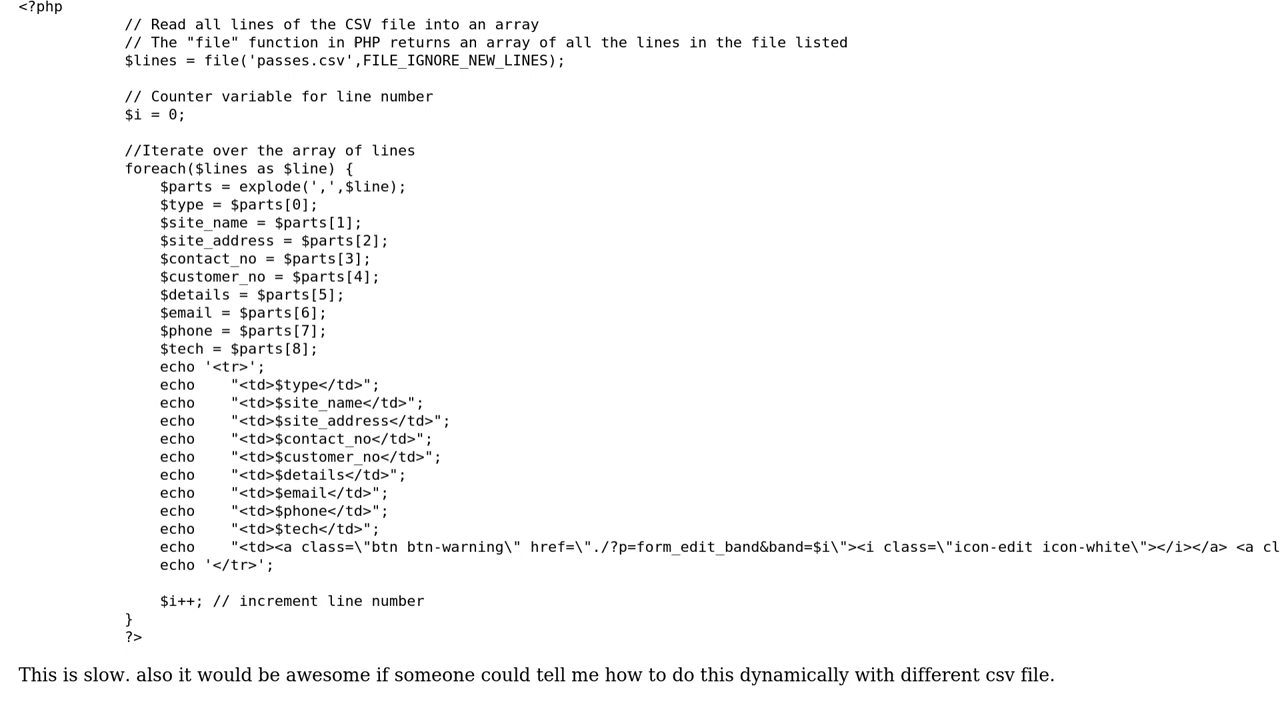 <?php
// Read all lines of the CSV file into an array
// The "file" function in PHP returns an array of all the lines in the file listed
$lines = file('passes.csv',FILE_IGNORE_NEW_LINES);
// Counter variable for line number
$i = 0;
//Iterate over the array of lines
foreach($lines as $line) {
$parts = explode(',',$line);
$type = $parts[0];
$site_name = $parts[1];
$site_address = $parts[2];
$contact_no = $parts[3];
$customer_no = $parts[4];
$details = $parts[5];
$email = $parts[6];
$phone = $parts[7];
$tech = $parts[8];
echo '<tr>';
echo    "<td>$type</td>";
echo    "<td>$site_name</td>";
echo    "<td>$site_address</td>";
echo    "<td>$contact_no</td>";
echo    "<td>$customer_no</td>";
echo    "<td>$details</td>";
echo    "<td>$email</td>";
echo    "<td>$phone</td>";
echo    "<td>$tech</td>";
echo    "<td><a class=\"btn btn-warning\" href=\"./?p=form_edit_band&band=$i\"><i class=\"icon-edit icon-white\"></i></a> <a cl
echo '</tr>';
$i++; // increment line number
}
?>
This is slow. also it would be awesome if someone could tell me how to do this dynamically with different csv file.